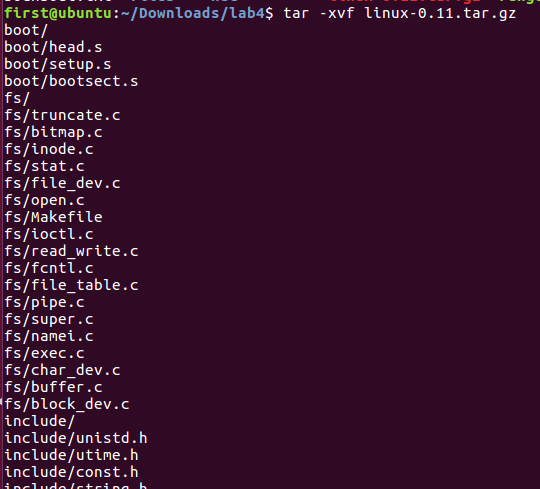 first@ubuntu:~/Downloads/lab4$ tar -xvf linux-0.11.tar.gz
boot/
boot/head.s
boot/setup.s
boot/bootsect.s
fs/
fs/truncate.c
fs/bitmap.c
fs/inode.c
fs/stat.c
fs/file_dev.c
fs/open.c
fs/Makefile
fs/ioctl.c
fs/read_write.c
fs/fcntl.c
fs/file_table.c
fs/pipe.c
fs/super.c
fs/namei.c
fs/exec.c
fs/char_dev.c
fs/buffer.c
fs/block_dev.c
include/
include/unistd.h
include/utime.h
include/const.h
include/string.h